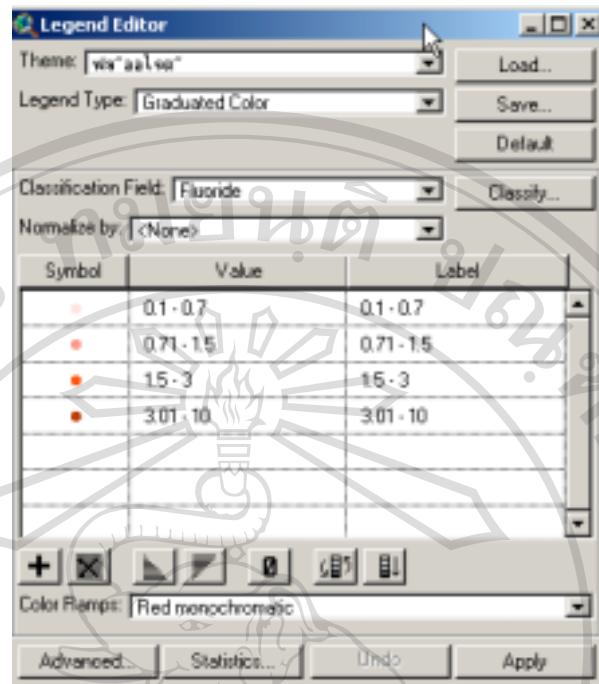 Legend Editor
Theme:
Load...
Legend Type: Graduated Color
Save...
Default
Classification Field: Fluoride
Classify...
Normalize by: <None>
Symbol Value Label
0.1 - 0.7 0.1 - 0.7
0.71 - 1.5 0.71 - 1.5
1.5 - 3 1.5 - 3
3.01 - 10 3.01 - 10
Color Ramps: Red monochromatic
Advanced... Statistics... Undo Apply